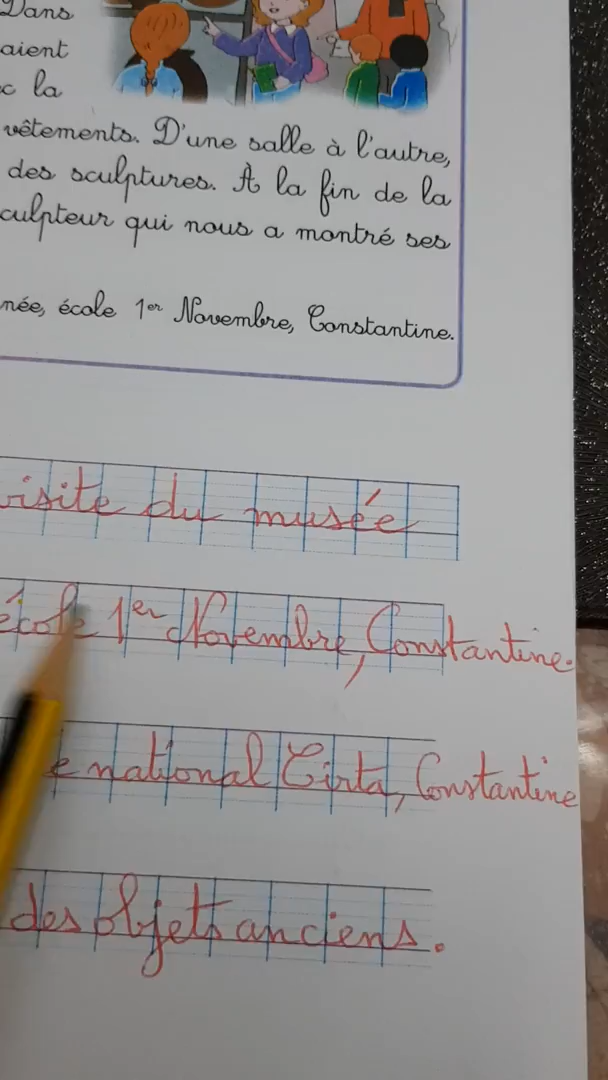 Dans
aient
c la
vêtements. D'une salle à l'autre,
des sculptures. À la fin de la
culpteur qui nous a montré ses
née, école 1er Novembre, Constantine.
visite du musée
école 1er Novembre, Constantine.
e national Cirta, Constantine
des objets anciens.